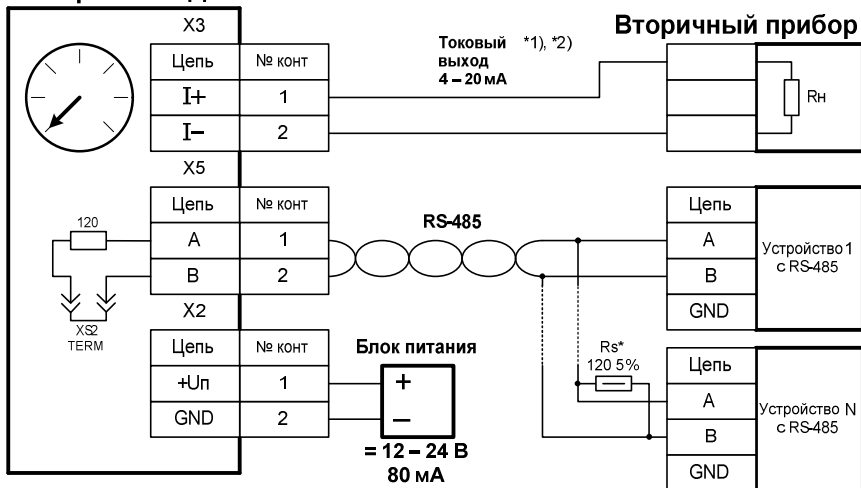 X3
Цепь № конт
I+ 1
I– 2
X5
Цепь № конт
A 1
B 2
120
XS2
TERM
X2
Цепь № конт
+Uп 1
GND 2
Токовый *1), *2)
выход
4 – 20 мА
Вторичный прибор
Rн
RS-485
Цепь
A
B
GND
Устройство 1
с RS-485
Блок питания
+
–
= 12 – 24 В
80 мА
Rs*
120 5%
Цепь
A
B
GND
Устройство N
с RS-485